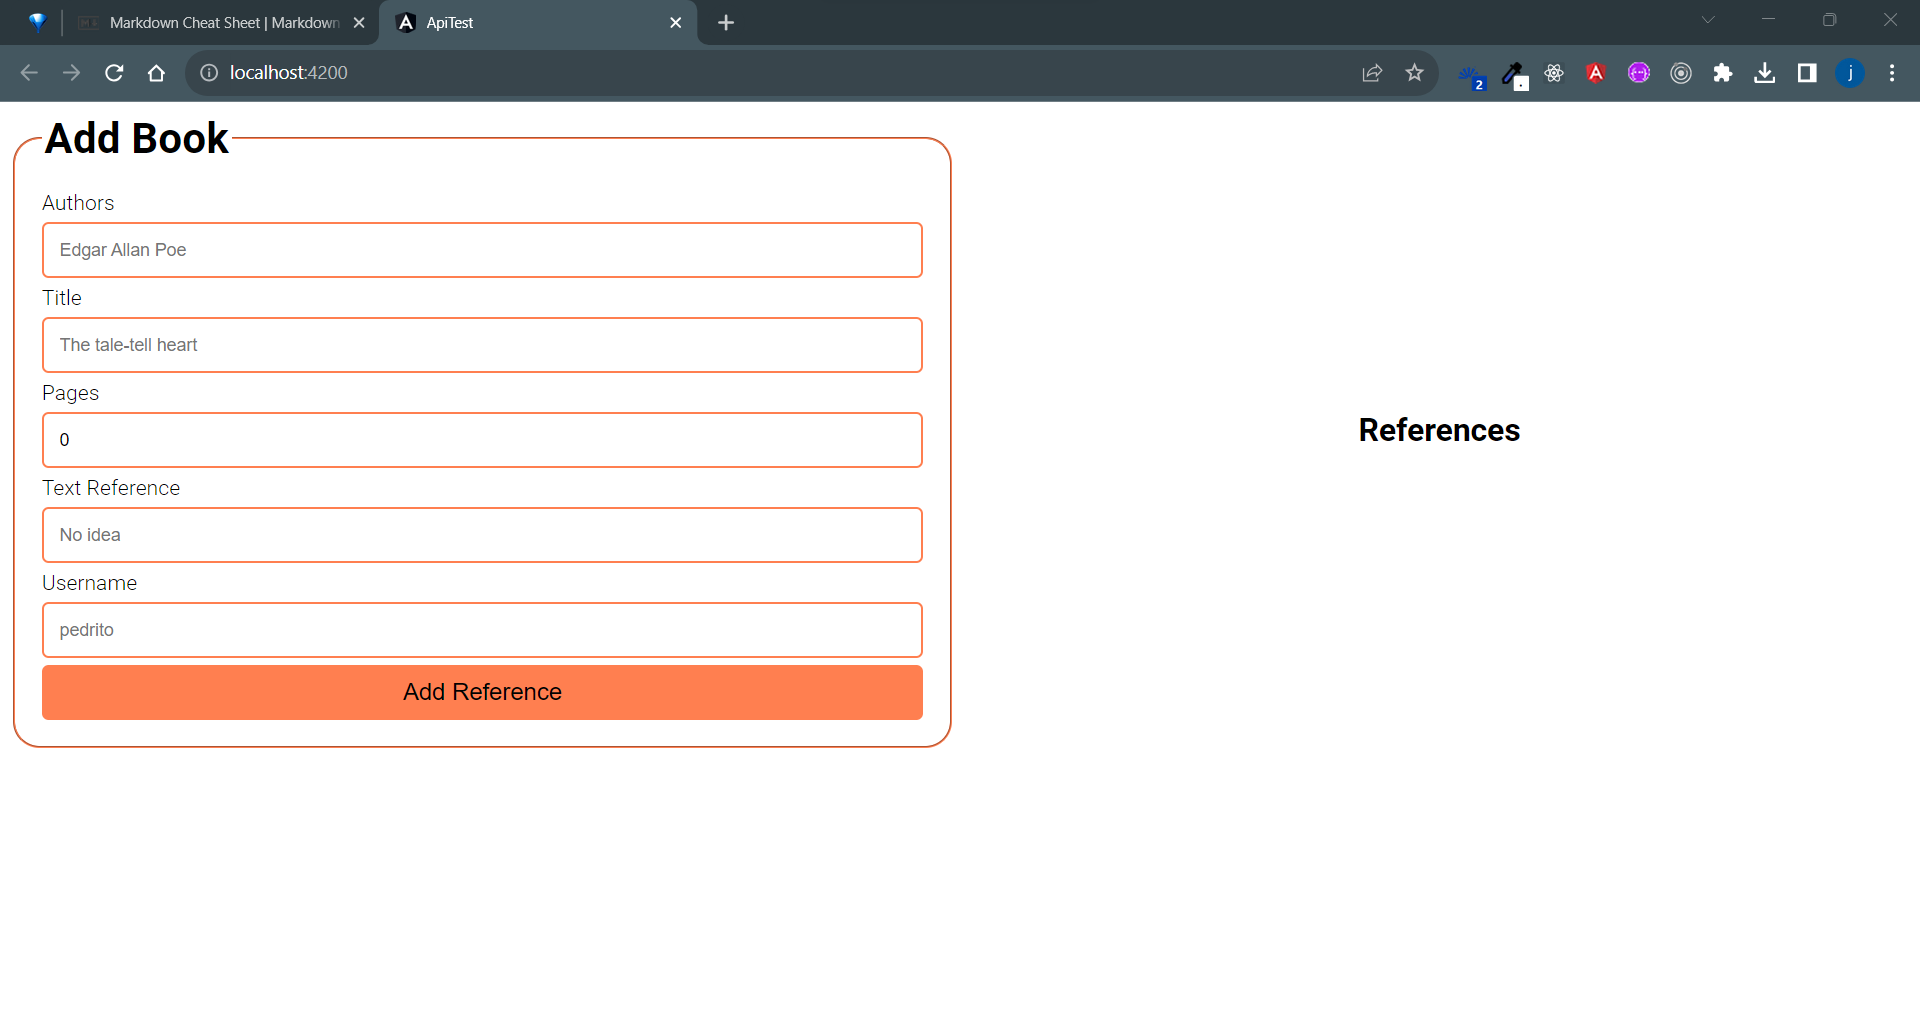 Markdown Cheat Sheet | Markdown
ApiTest
localhost:4200
2
j
Add Book
Authors
Edgar Allan Poe
Title
The tale-tell heart
Pages
0
Text Reference
No idea
Username
pedrito
Add Reference
References